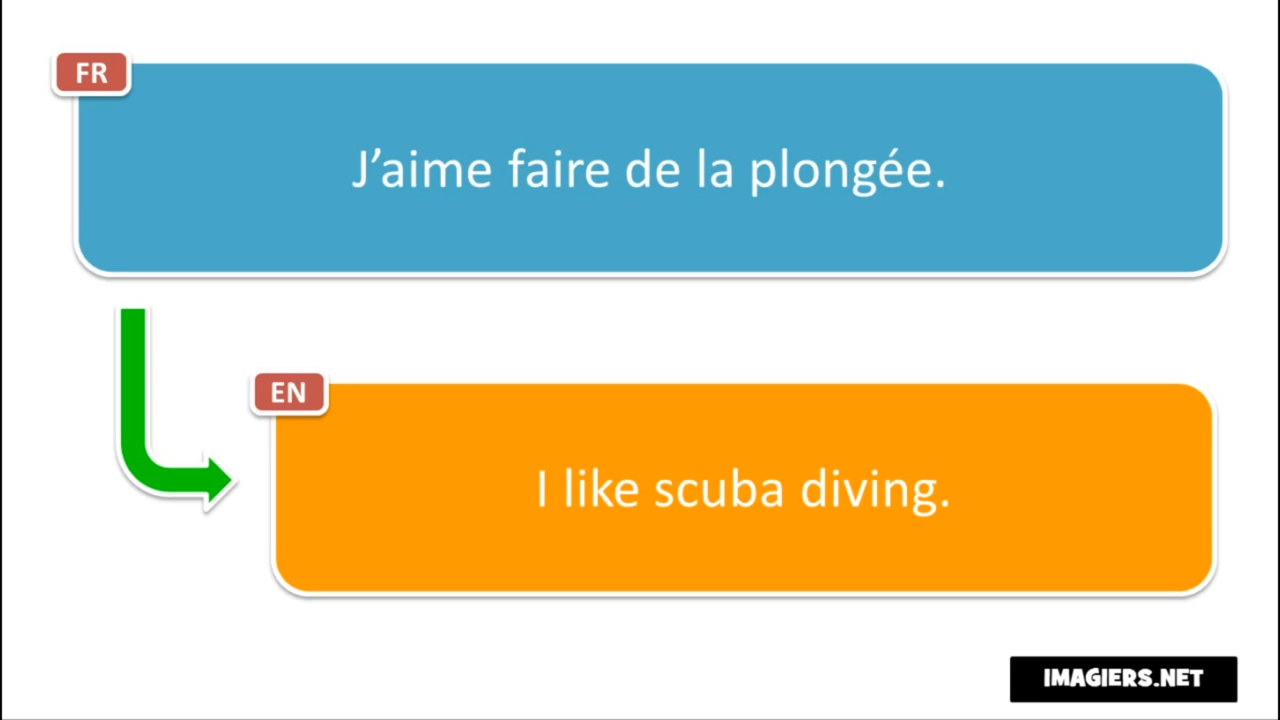 FR
J’aime faire de la plongée.
EN
I like scuba diving.
IMAGIERS.NET